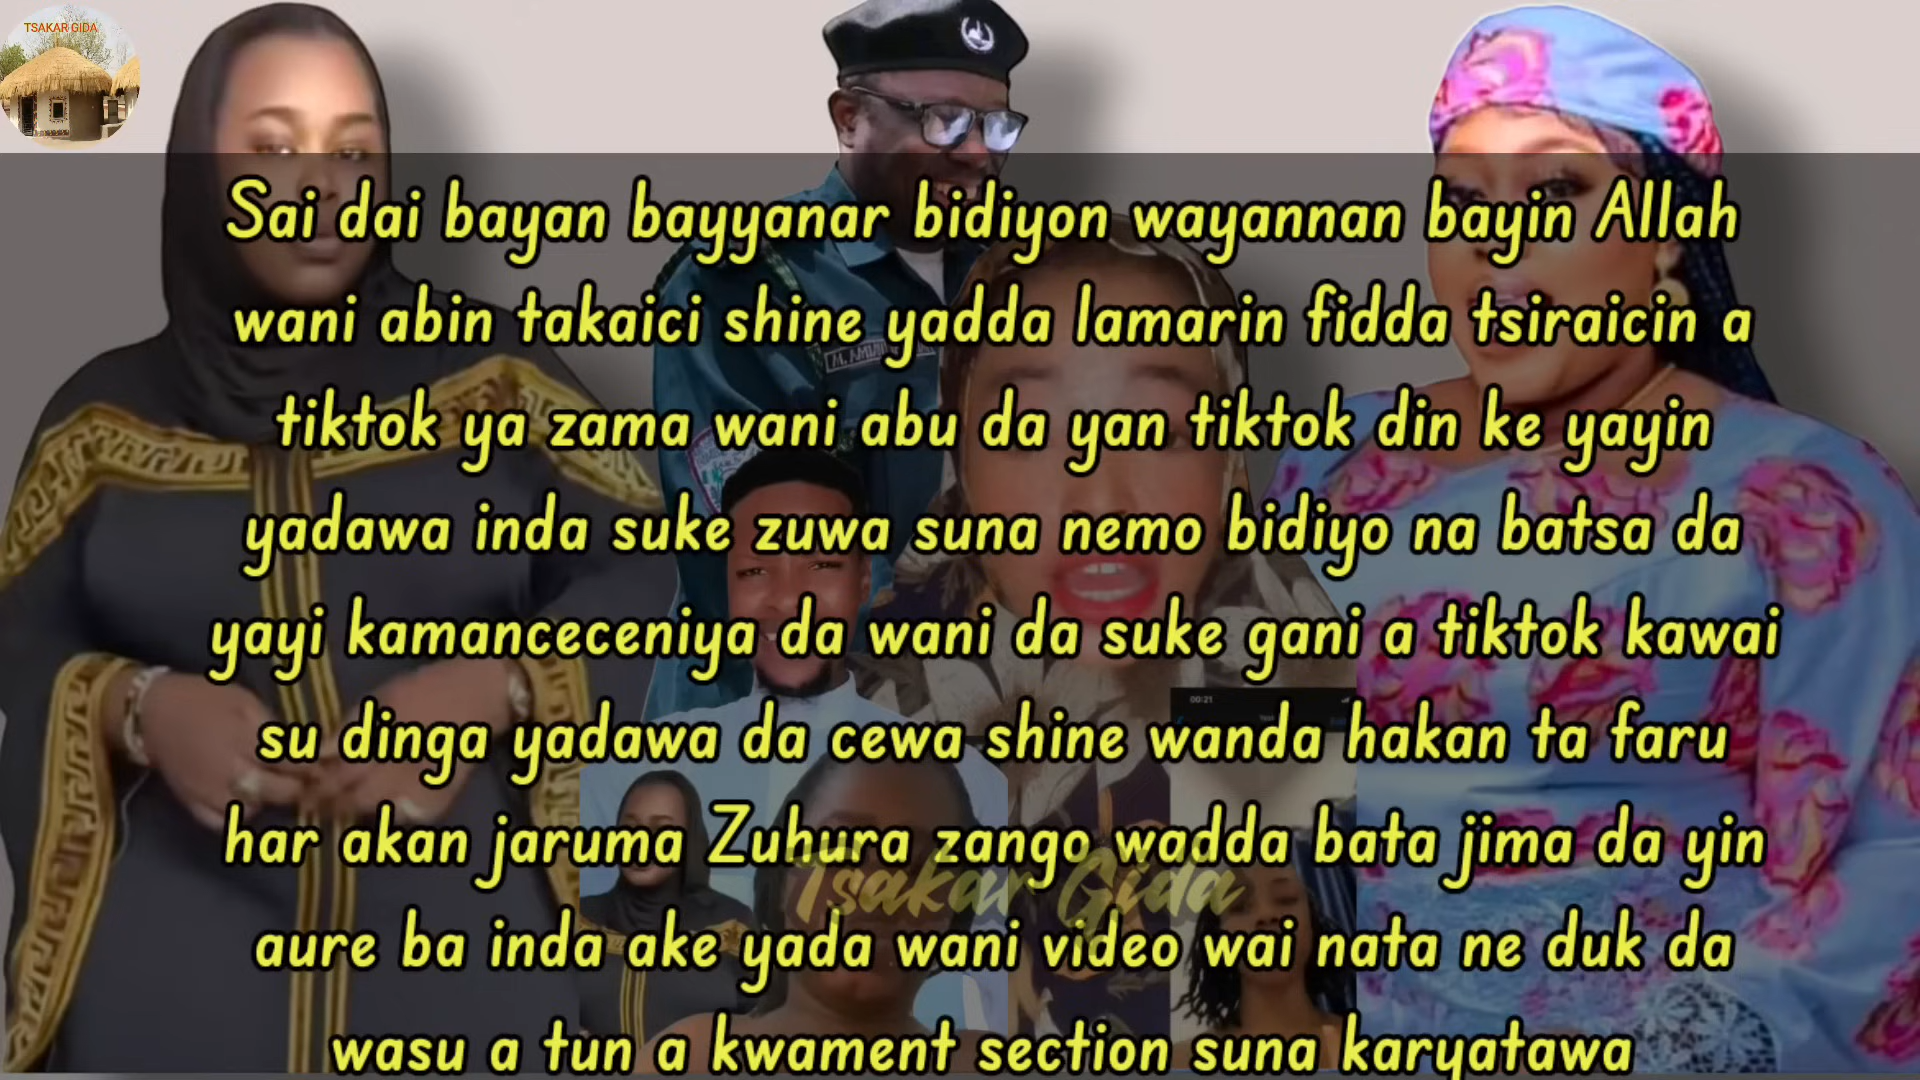 TSAKAR GIDA
Sai dai bayan bayyanar bidiyon wayannan bayin Allah
wani abin takaici shine yadda lamarin fidda tsiraicin a
tiktok ya zama wani abu da yan tiktok din ke yayin
yadawa inda suke zuwa suna nemo bidiyo na batsa da
yayi kamanceceniya da wani da suke gani a tiktok kawai
su dinga yadawa da cewa shine wanda hakan ta faru
har akan jaruma Zuhura zango wadda bata jima da yin
aure ba inda ake yada wani video wai nata ne duk da
wasu a tun a kwament section suna karyatawa
Tsakar Gida
00:21